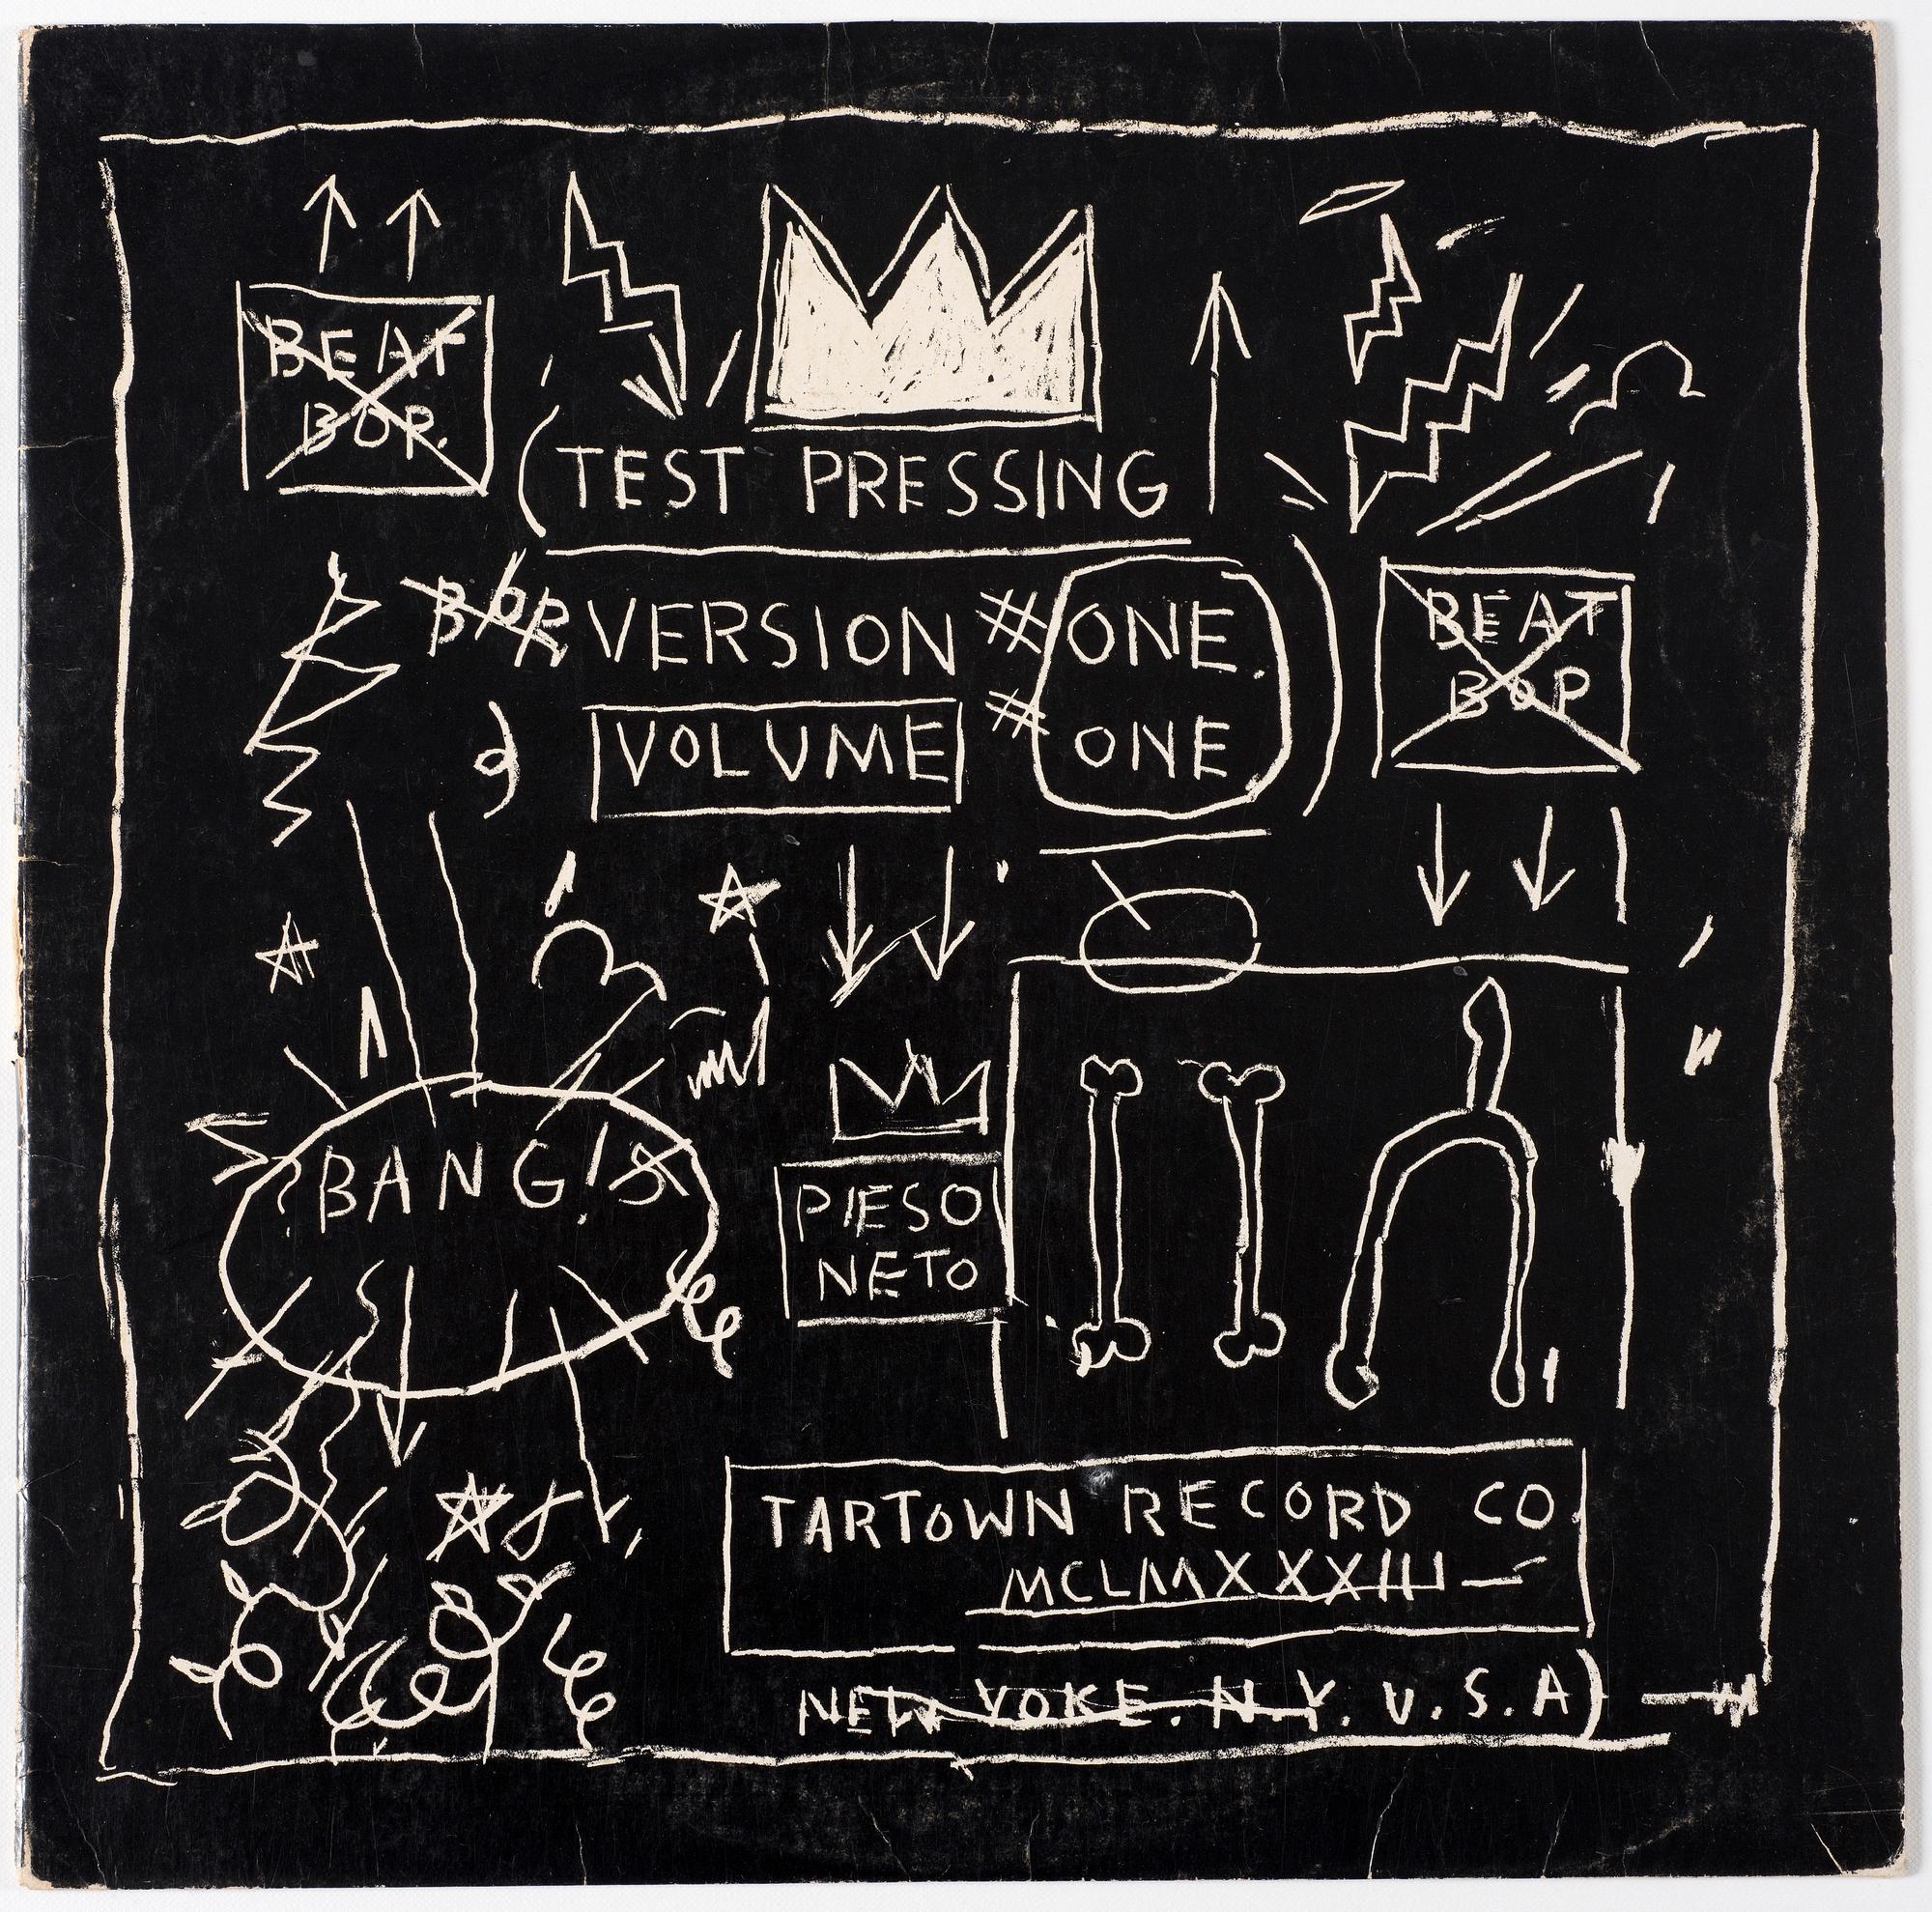 BEAT
BOP.
(TEST PRESSING
BOP VERSION #ONE.
VOLUME #ONE)
BEAT
BOP
?BANG!
PIESO
NETO
TARTOWN RECORD CO.
MCLMXXXIII
NEW YOKE. N.Y. U.S.A)